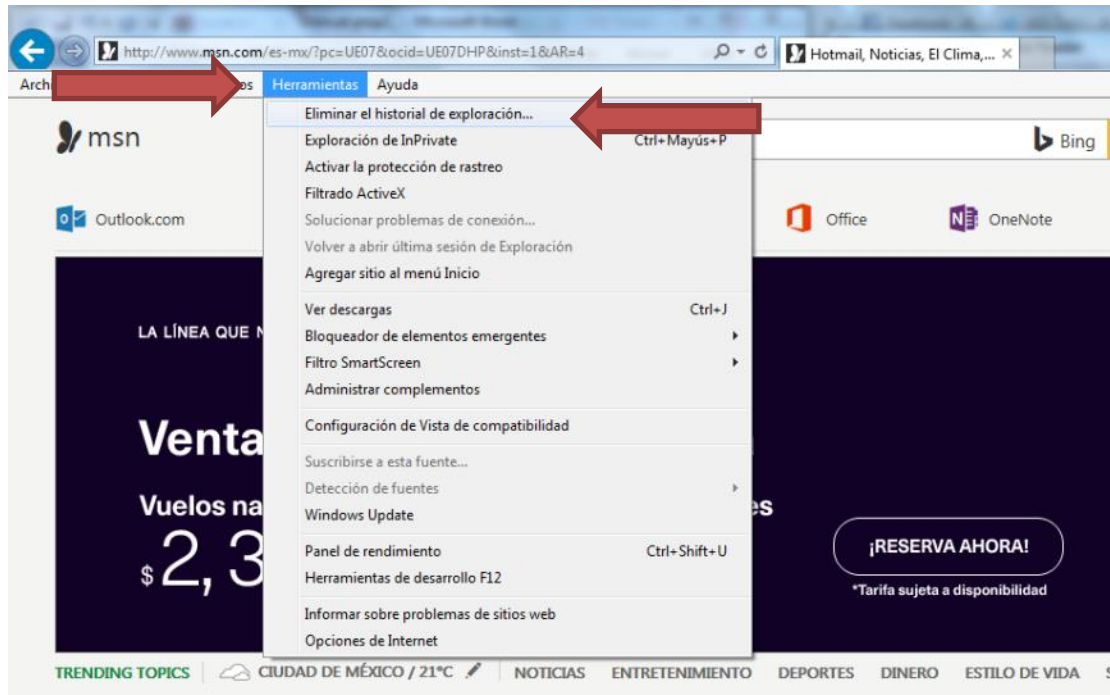 http://www.msn.com/es-mx/?pc=UE07&ocid=UE07DHP&inst=1&AR=4
Hotmail, Noticias, El Clima,...
Herramientas Ayuda
Eliminar el historial de exploración...
Exploración de InPrivate Ctrl+Mayús+P
Activar la protección de rastreo
Filtrado ActiveX
Solucionar problemas de conexión...
Volver a abrir última sesión de Exploración
Agregar sitio al menú Inicio
Ver descargas Ctrl+J
Bloqueador de elementos emergentes
Filtro SmartScreen
Administrar complementos
Configuración de Vista de compatibilidad
Suscribirse a esta fuente...
Detección de fuentes
Windows Update
Panel de rendimiento Ctrl+Shift+U
Herramientas de desarrollo F12
Informar sobre problemas de sitios web
Opciones de Internet
msn
Bing
Outlook.com
Office
OneNote
LA LÍNEA QUE
Venta
Vuelos
$2,3
¡RESERVA AHORA!
*Tarifa sujeta a disponibilidad
TRENDING TOPICS CIUDAD DE MÉXICO / 21°C NOTICIAS ENTRETENIMIENTO DEPORTES DINERO ESTILO DE VIDA